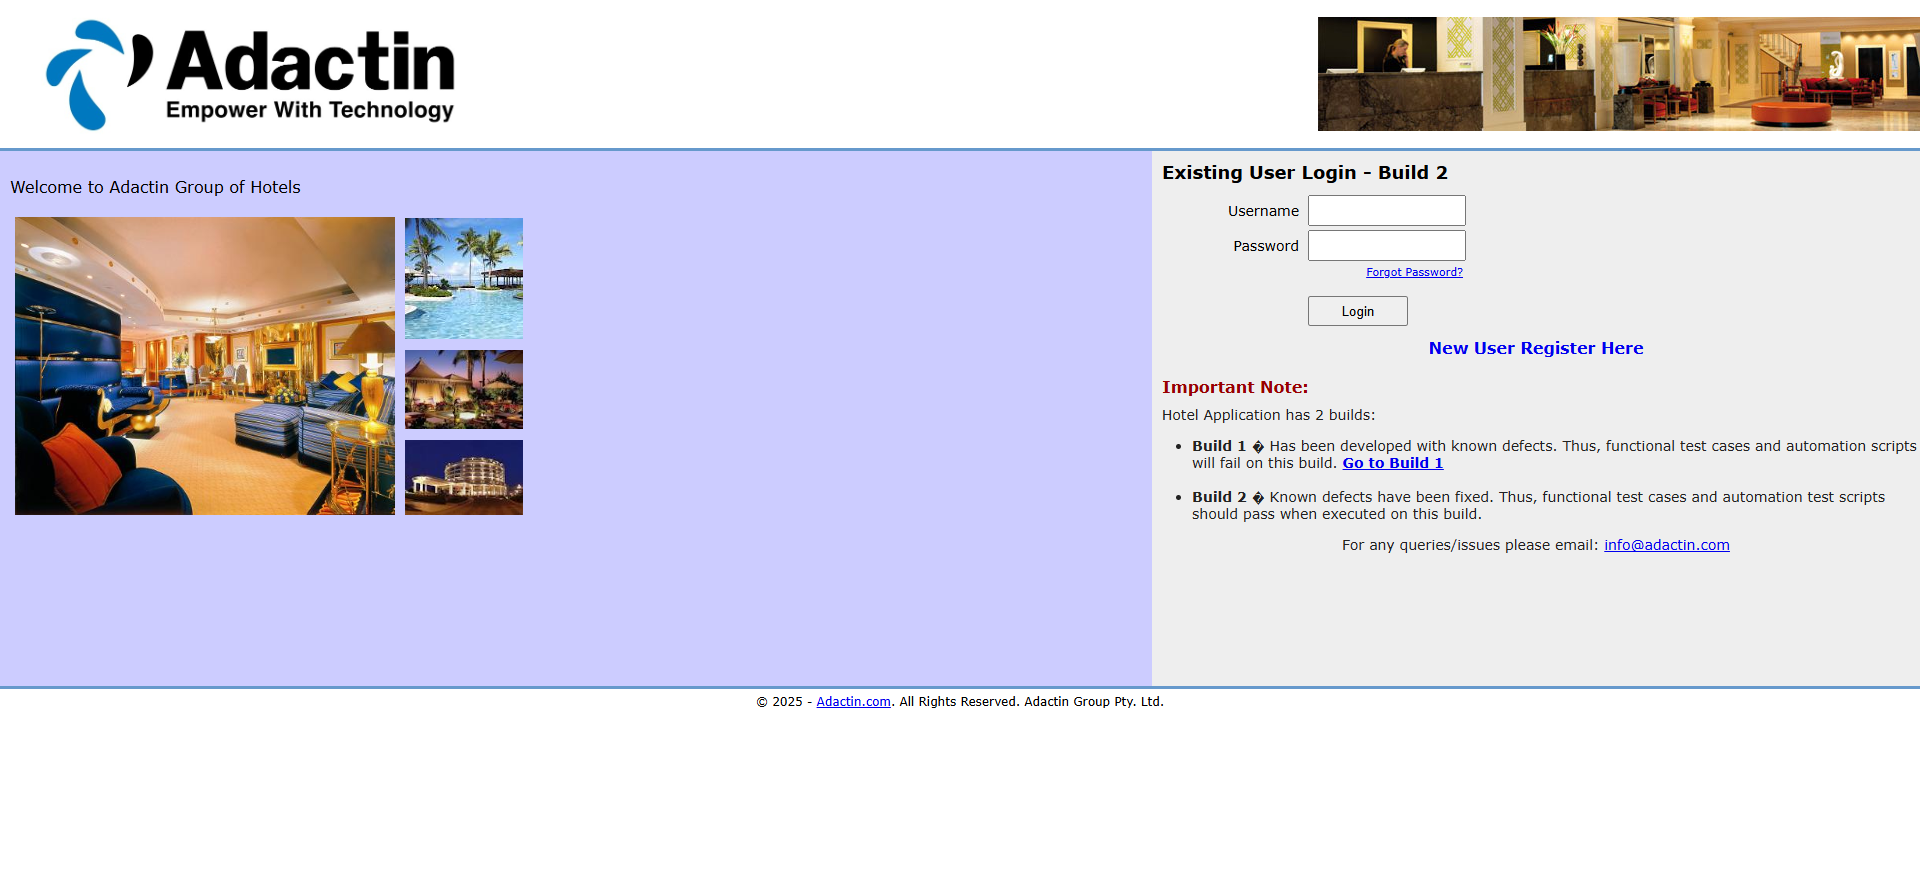 Adactin
Empower With Technology
Welcome to Adactin Group of Hotels
Existing User Login - Build 2
Username
Password
Forgot Password?
Login
New User Register Here
Important Note:
Hotel Application has 2 builds:
• Build 1 � Has been developed with known defects. Thus, functional test cases and automation scripts
will fail on this build. Go to Build 1
• Build 2 � Known defects have been fixed. Thus, functional test cases and automation test scripts
should pass when executed on this build.
For any queries/issues please email: info@adactin.com
© 2025 - Adactin.com. All Rights Reserved. Adactin Group Pty. Ltd.